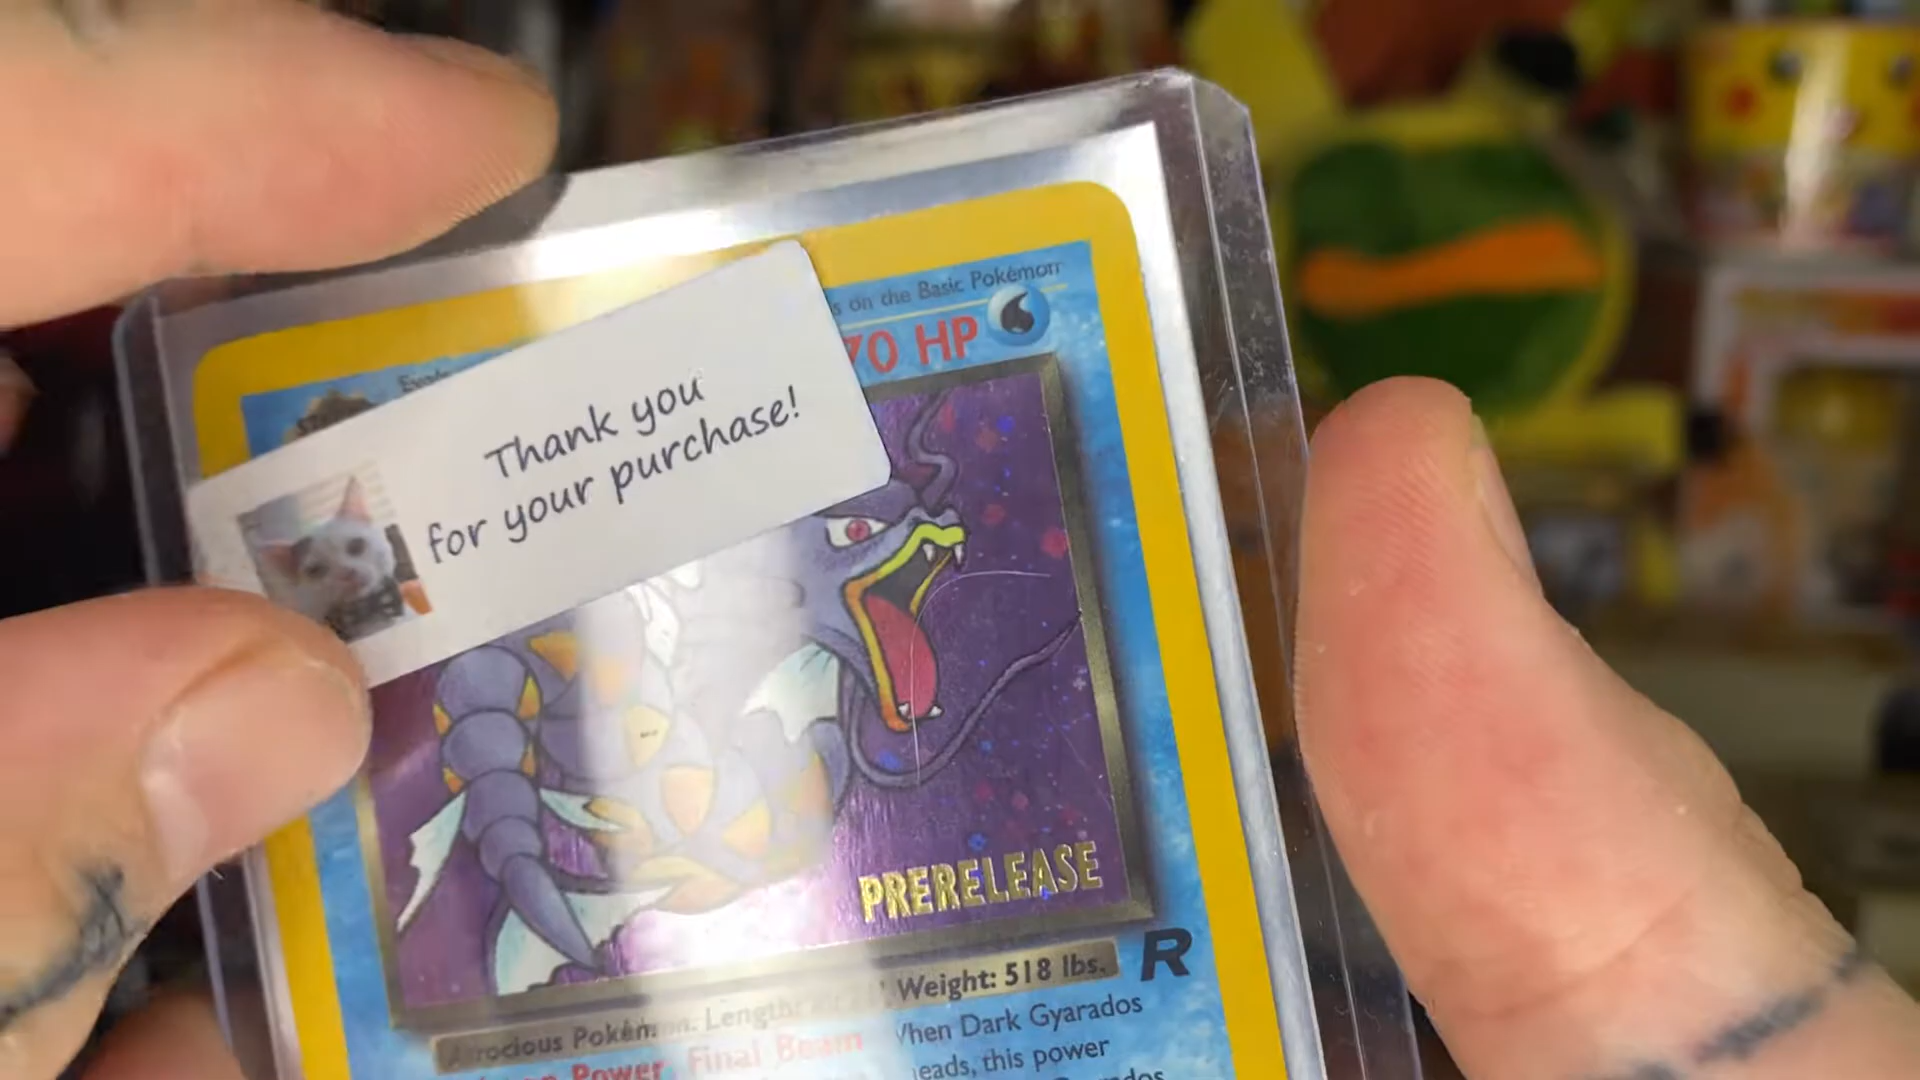 s on the Basic Pokémon
70 HP
Thank you
for your purchase!
PRERELEASE
R
Atrocious Pokémon. Length: Weight: 518 lbs.
Power: Final Beam When Dark Gyarados
heads, this power